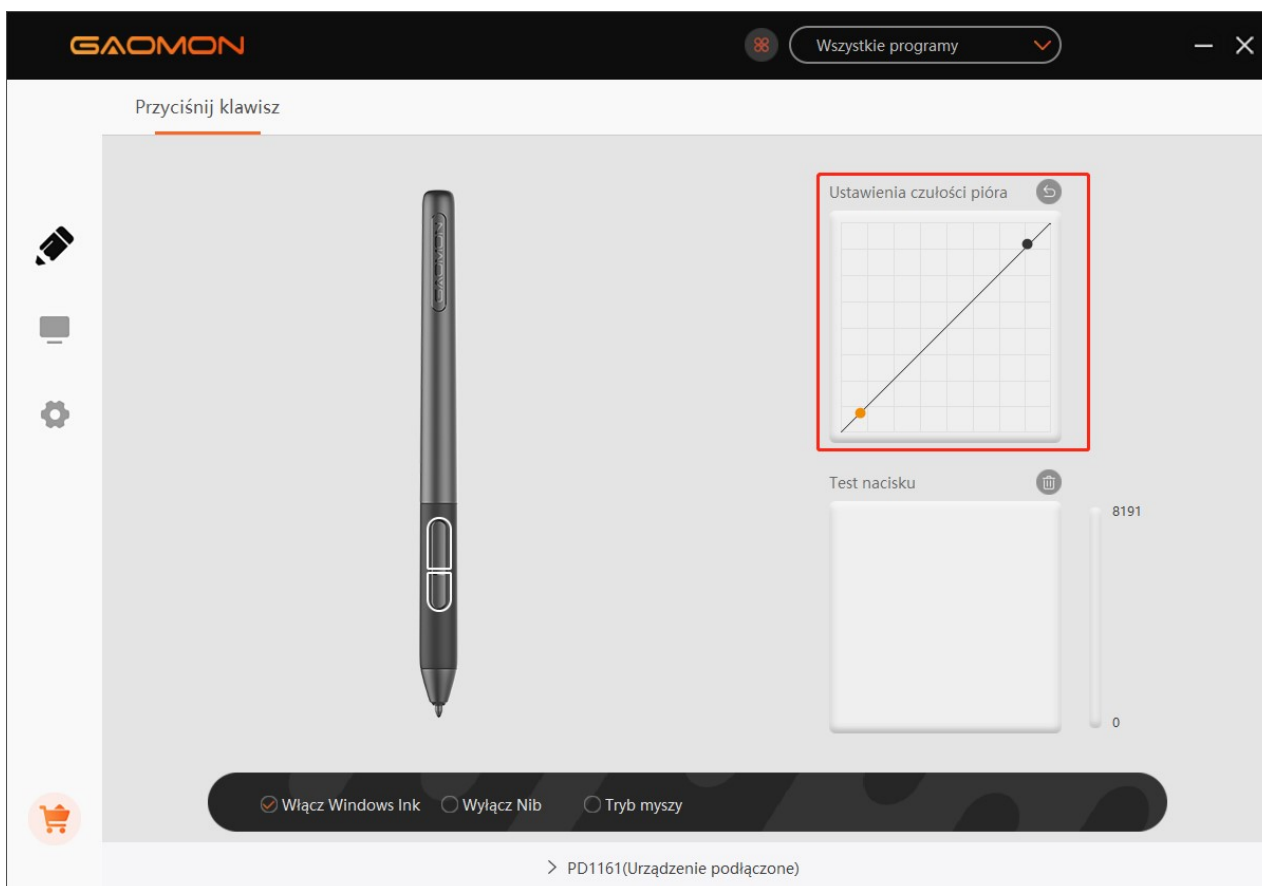 GAOMON
Wszystkie programy
Przyciśnij klawisz
Ustawienia czułości pióra
GAOMON
Test nacisku
8191
0
Włącz Windows Ink
Wyłącz Nib
Tryb myszy
PD1161(Urządzenie podłączone)